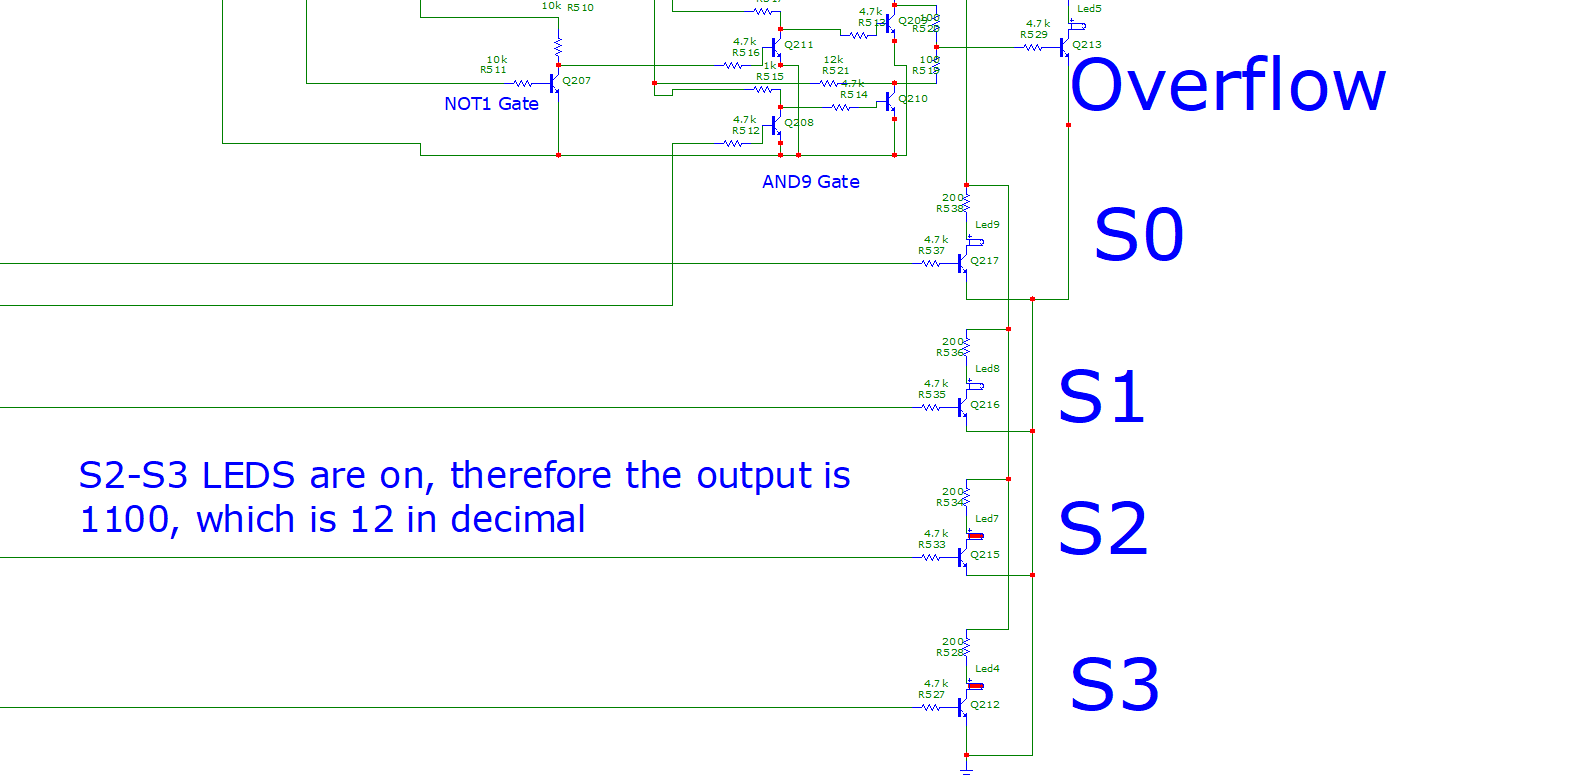 10k R510
4.7k
R513
Q209
100
R520
Led5
4.7k
R529
Q213
4.7k
R516
Q211
10k
R511
Q207
1k
R515
12k
R521
100
R519
4.7k
R514
Q210
NOT1 Gate
Overflow
4.7k
R512
Q208
AND9 Gate
200
R538
Led9
4.7k
R537
Q217
S0
200
R536
Led8
4.7k
R535
Q216
S1
S2-S3 LEDS are on, therefore the output is
1100, which is 12 in decimal
200
R534
Led7
4.7k
R533
Q215
S2
200
R528
Led4
4.7k
R527
Q212
S3